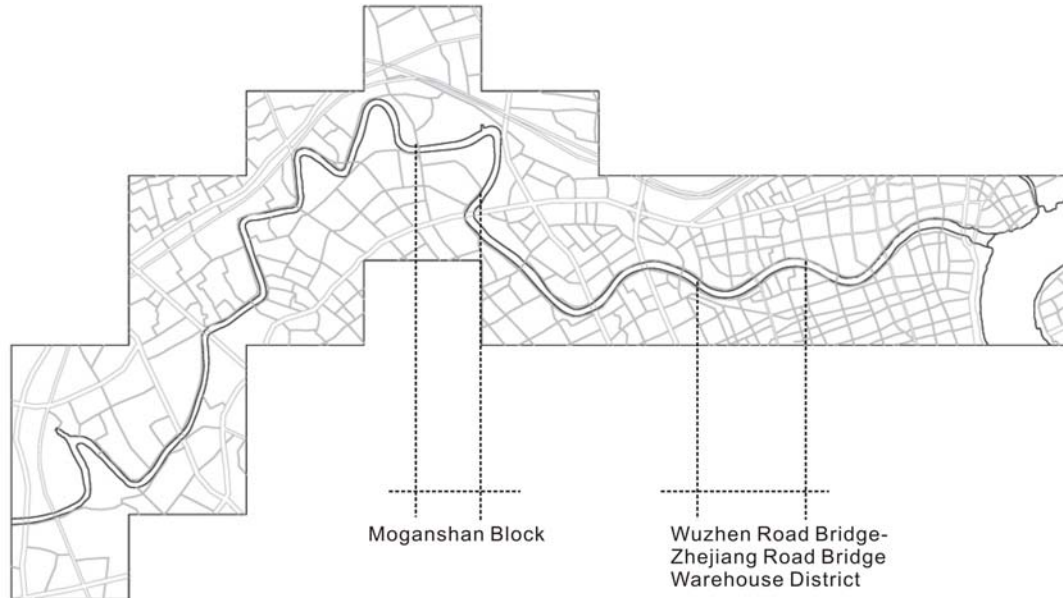 Moganshan Block
Wuzhen Road Bridge-
Zhejiang Road Bridge
Warehouse District